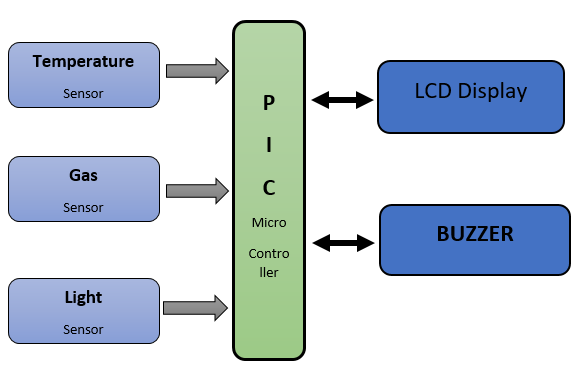 Temperature
Sensor
Gas
Sensor
Light
Sensor
P
I
C
Micro
Contro
ller
LCD Display
BUZZER